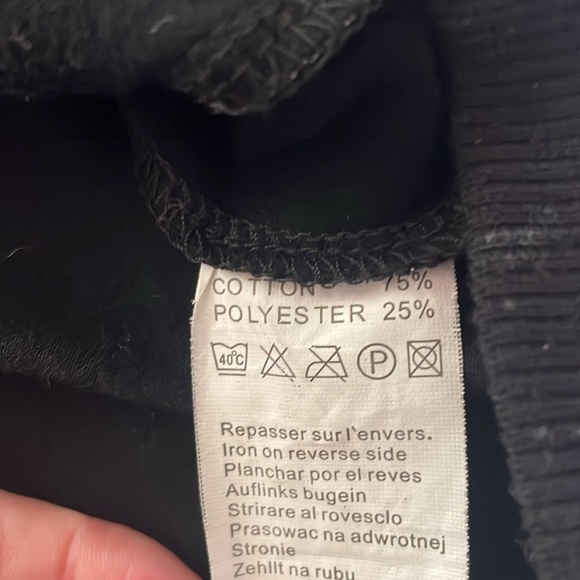 COTTON 75%
POLYESTER 25%
40°C P
Repasser sur l'envers.
Iron on reverse side
Planchar por el reves
Auflinks bugein
Strirare al rovesclo
Prasowac na adwrotnej
Stronie
Zehllt na rubu